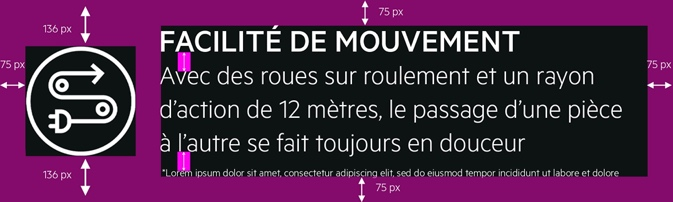 75 px
136 px
FACILITÉ DE MOUVEMENT
75 px
75 px
Avec des roues sur roulement et un rayon
d’action de 12 mètres, le passage d’une pièce
à l’autre se fait toujours en douceur
136 px
*Lorem ipsum dolor sit amet, consectetur adipiscing elit, sed do eiusmod tempor incididunt ut labore et dolore
75 px